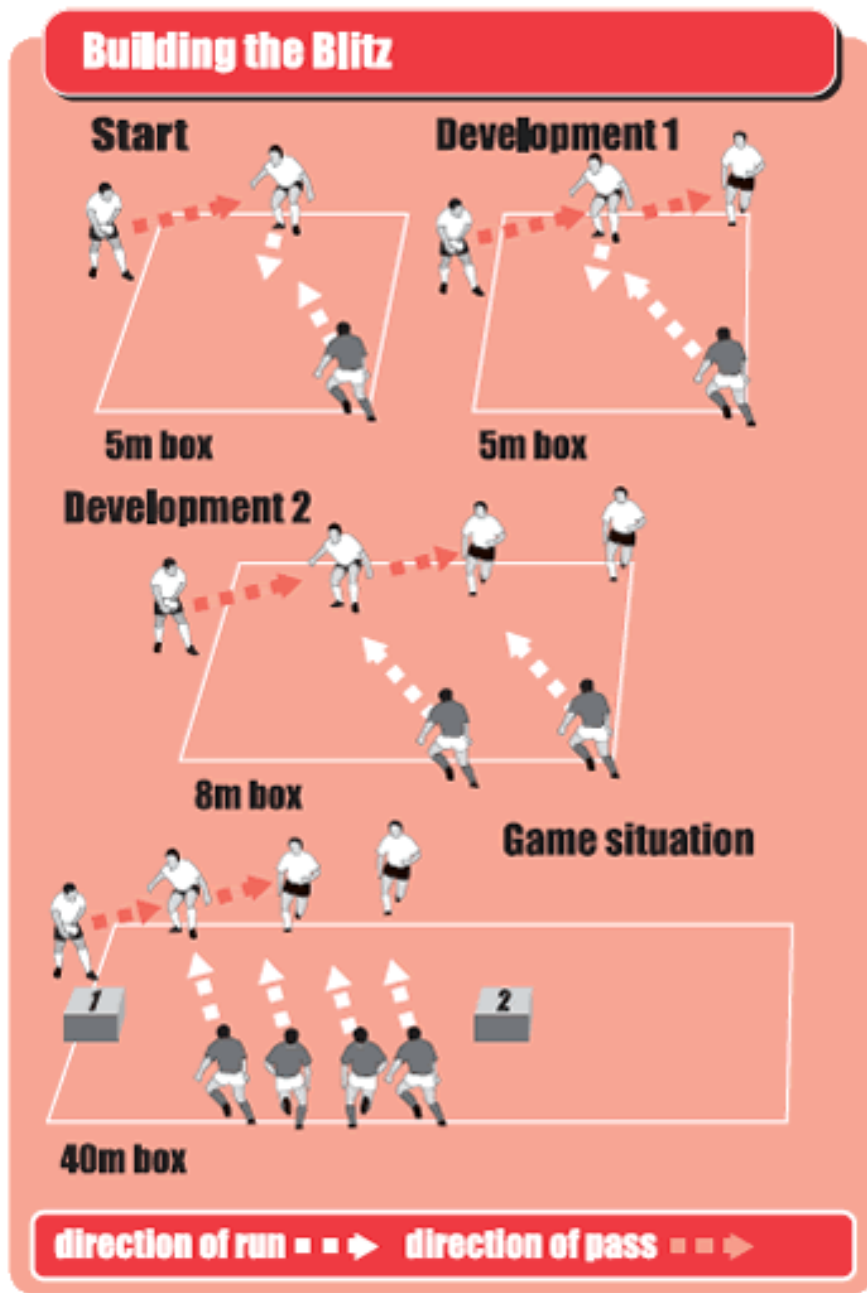 Building the Blitz
Start
Development 1
5m box
5m box
Development 2
8m box
Game situation
1
2
40m box
direction of run
direction of pass